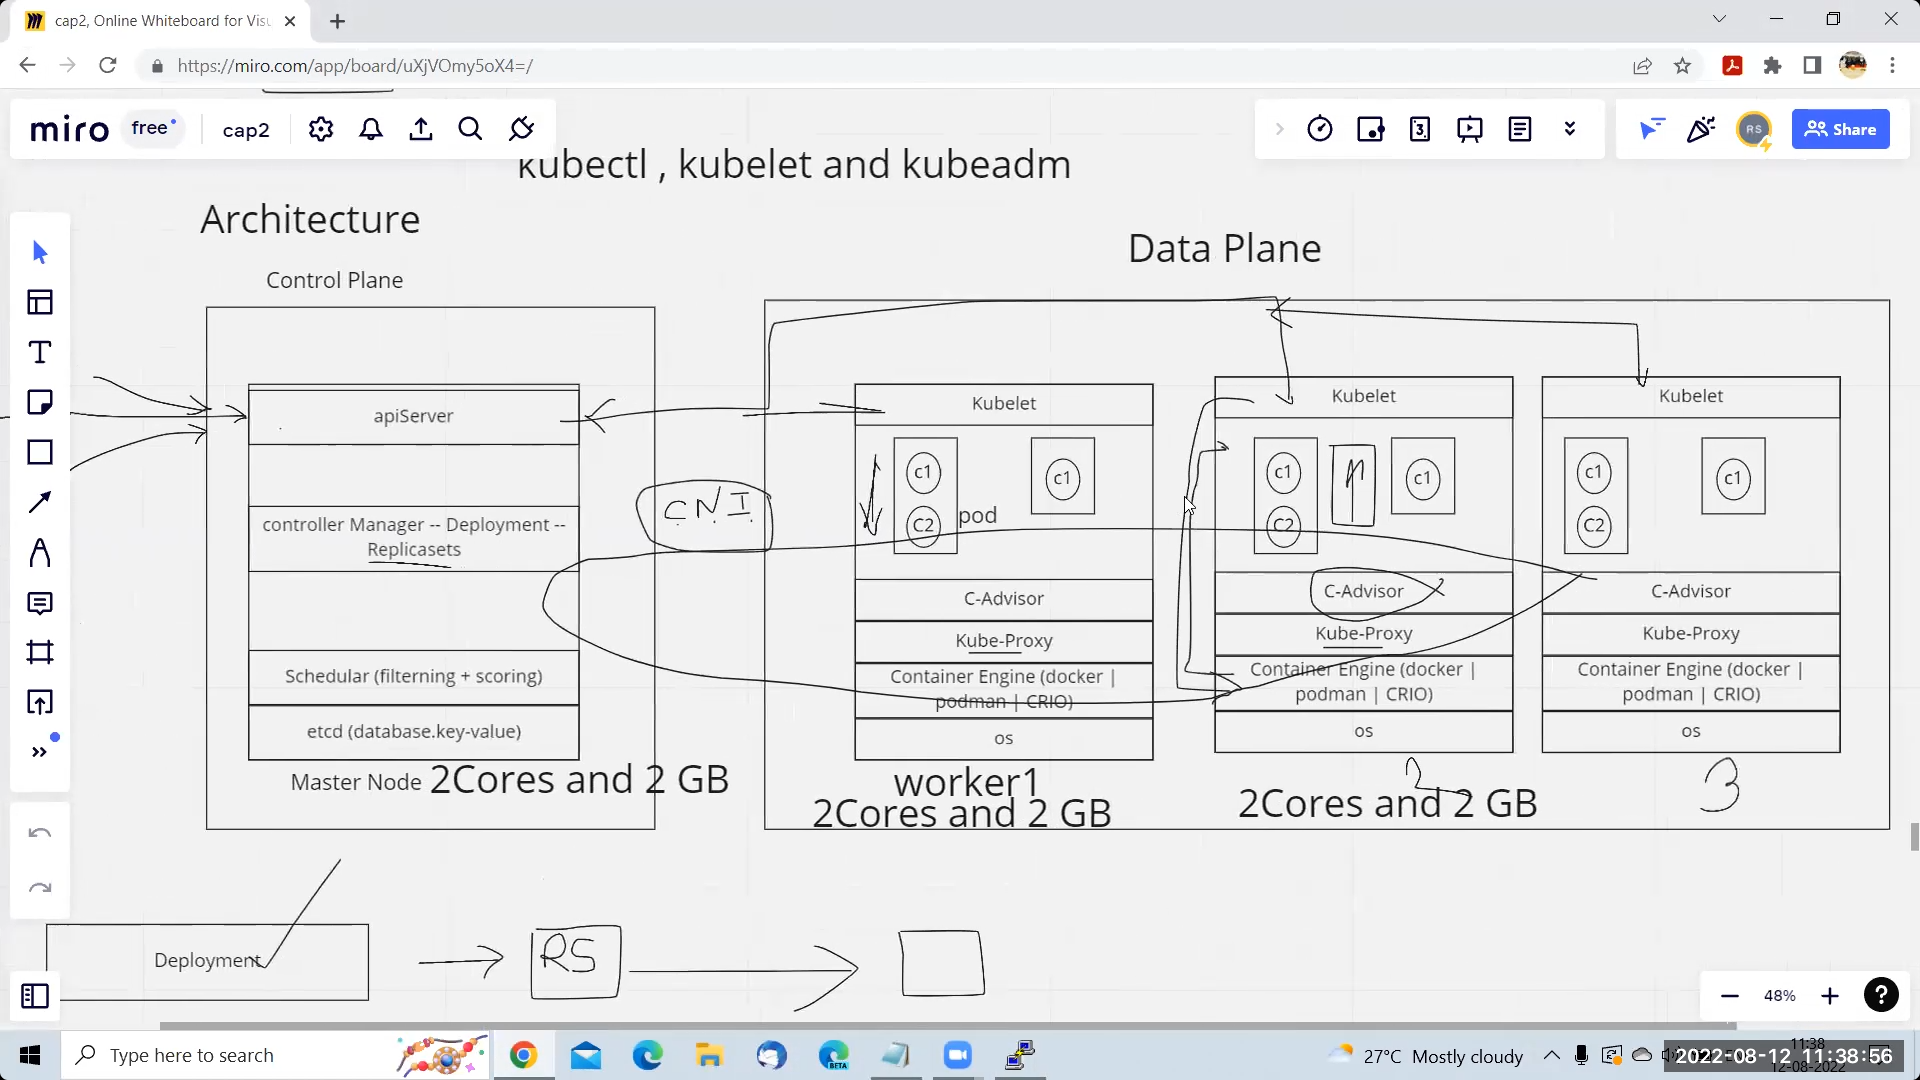 cap2, Online Whiteboard for Visu
https://miro.com/app/board/uXjVOmy5oX4=/
miro
free
cap2
3
RS
Share
kubectl , kubelet and kubeadm
Architecture
Data Plane
Control Plane
apiServer
controller Manager -- Deployment --
Replicasets
Schedular (filterning + scoring)
etcd (database.key-value)
Master Node
2Cores and 2 GB
CNI
Kubelet
c1
C2
pod
c1
C-Advisor
Kube-Proxy
Container Engine (docker |
podman | CRIO)
os
worker1
2Cores and 2 GB
Kubelet
c1
C2
c1
C-Advisor
Kube-Proxy
Container Engine (docker |
podman | CRIO)
os
2
2Cores and 2 GB
Kubelet
c1
C2
c1
C-Advisor
Kube-Proxy
Container Engine (docker |
podman | CRIO)
os
3
Deployment
RS
48%
?
Type here to search
BETA
27°C Mostly cloudy
11:38
12-08-2022
2022-08-12 11:38:56